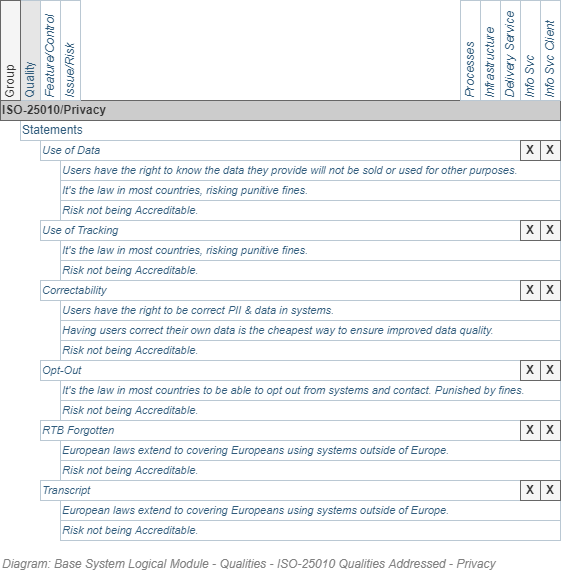 Group
Quality
Feature/Control
Issue/Risk
Processes
Infrastructure
Delivery Service
Info Svc
Info Svc Client
ISO-25010/Privacy
Statements
Use of Data X X
Users have the right to know the data they provide will not be sold or used for other purposes.
It's the law in most countries, risking punitive fines.
Risk not being Accreditable.
Use of Tracking X X
It's the law in most countries, risking punitive fines.
Risk not being Accreditable.
Correctability X X
Users have the right to be correct PII & data in systems.
Having users correct their own data is the cheapest way to ensure improved data quality.
Risk not being Accreditable.
Opt-Out X X
It's the law in most countries to be able to opt out from systems and contact. Punished by fines.
Risk not being Accreditable.
RTB Forgotten X X
European laws extend to covering Europeans using systems outside of Europe.
Risk not being Accreditable.
Transcript X X
European laws extend to covering Europeans using systems outside of Europe.
Risk not being Accreditable.
Diagram: Base System Logical Module - Qualities - ISO-25010 Qualities Addressed - Privacy